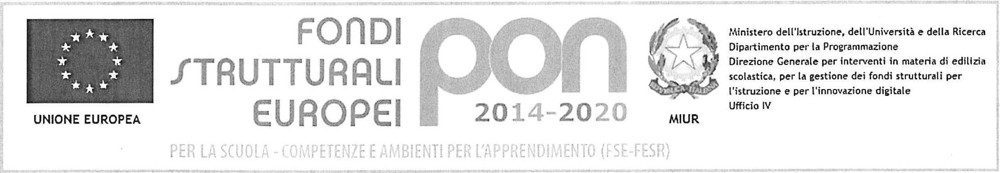 UNIONE EUROPEA
FONDI
STRUTTURALI
EUROPEI
pon
2014-2020
PER LA SCUOLA - COMPETENZE E AMBIENTI PER L'APPRENDIMENTO (FSE-FESR)
REPVBBLICA ITALIANA
MIUR
Ministero dell'Istruzione, dell'Università e della Ricerca
Dipartimento per la Programmazione
Direzione Generale per interventi in materia di edilizia
scolastica, per la gestione dei fondi strutturali per
l'istruzione e per l'innovazione digitale
Ufficio IV